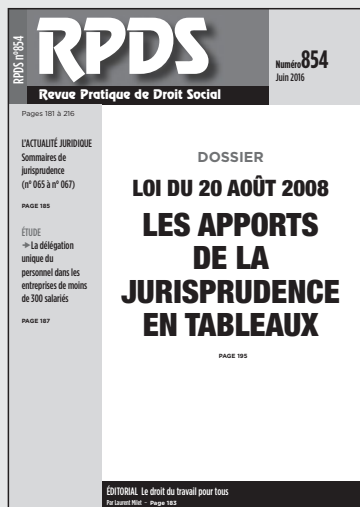 RPDS n°854
RPDS
Revue Pratique de Droit Social
Numéro854
Juin 2016
Pages 181 à 216
L'ACTUALITÉ JURIDIQUE
Sommaires de
jurisprudence
(n° 065 à n° 067)
PAGE 185
ÉTUDE
➔ La délégation
unique du
personnel dans les
entreprises de moins
de 300 salariés
PAGE 187
DOSSIER
LOI DU 20 AOÛT 2008
LES APPORTS
DE LA
JURISPRUDENCE
EN TABLEAUX
PAGE 195
ÉDITORIAL Le droit du travail pour tous
Par Laurent Milet - Page 183